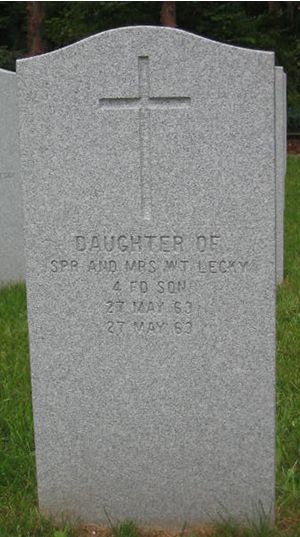 DAUGHTER OF
SPR AND MRS WT LECKY
4 FD SQN
27 MAY 63
27 MAY 63